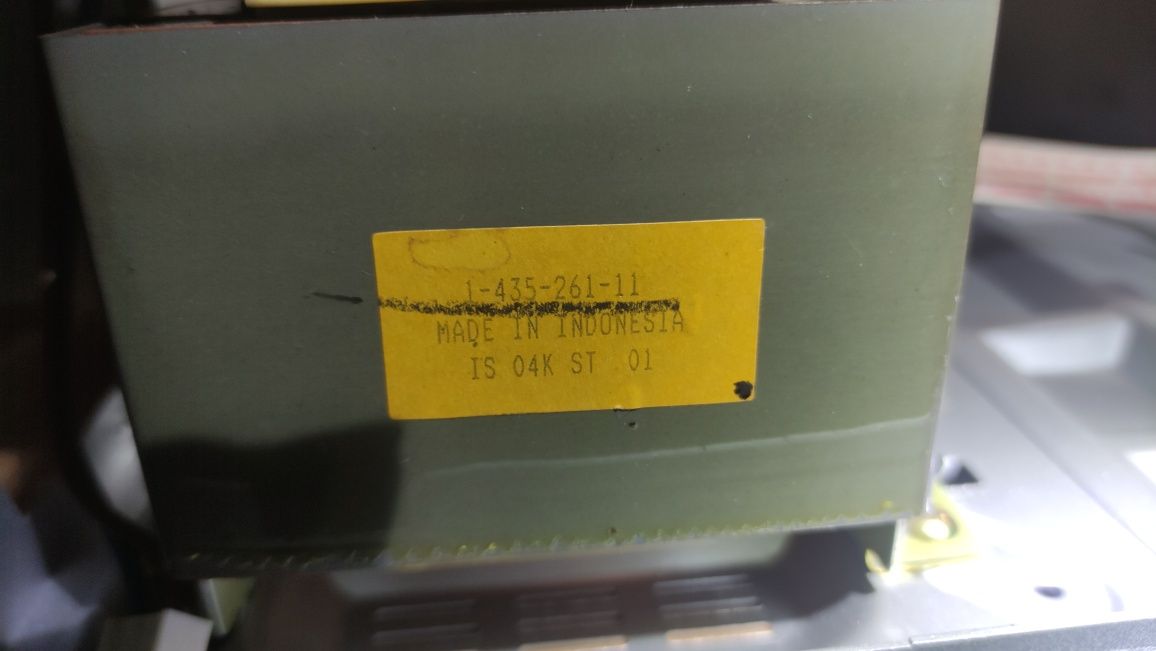 1-435-261-11
MADE IN INDONESIA
IS 04K ST 01